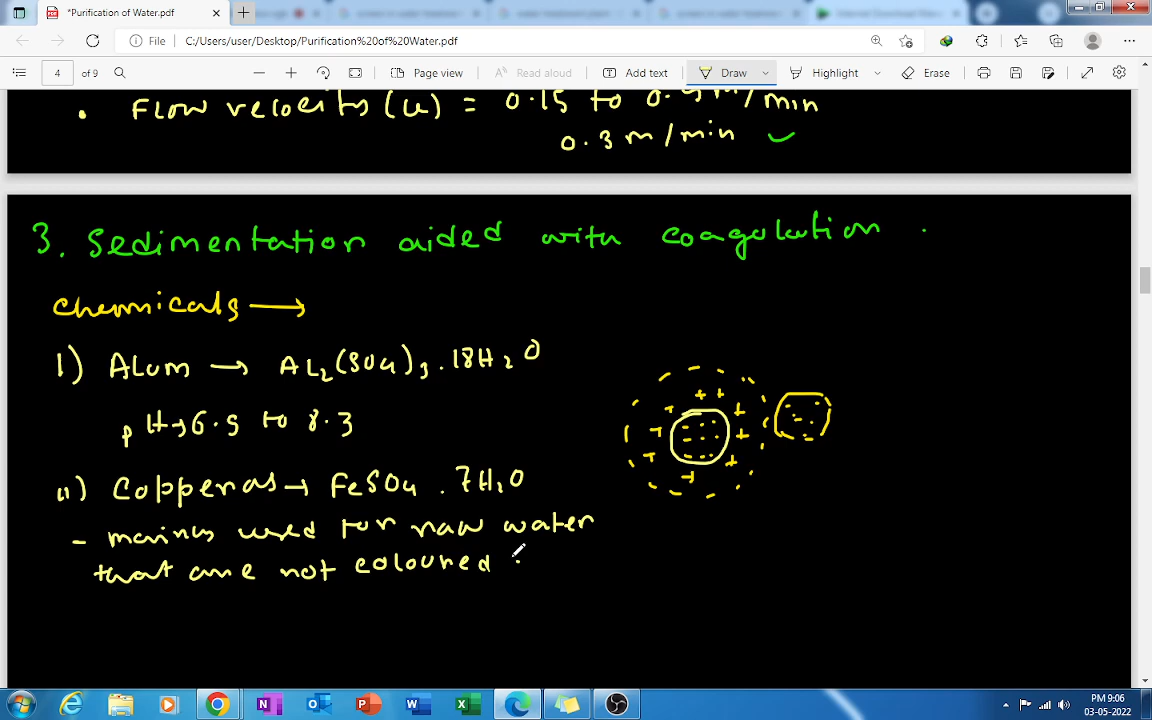 *Purification of Water.pdf
File C:/Users/user/Desktop/Purification%20of%20Water.pdf
4 of 9 Page view Read aloud Add text Draw Highlight Erase
• Flow velocity (u) = 0.15 to 0.9 m/min
0.3 m/min
3. Sedimentation aided with coagulation.
Chemicals →
i) Alum → AL2(SO4)3.18H2O
pH → 6.5 to 8.3
ii) Copperas → FeSO4.7H2O
- mainly used for raw water
that are not coloured.
PM 9:06
03-05-2022